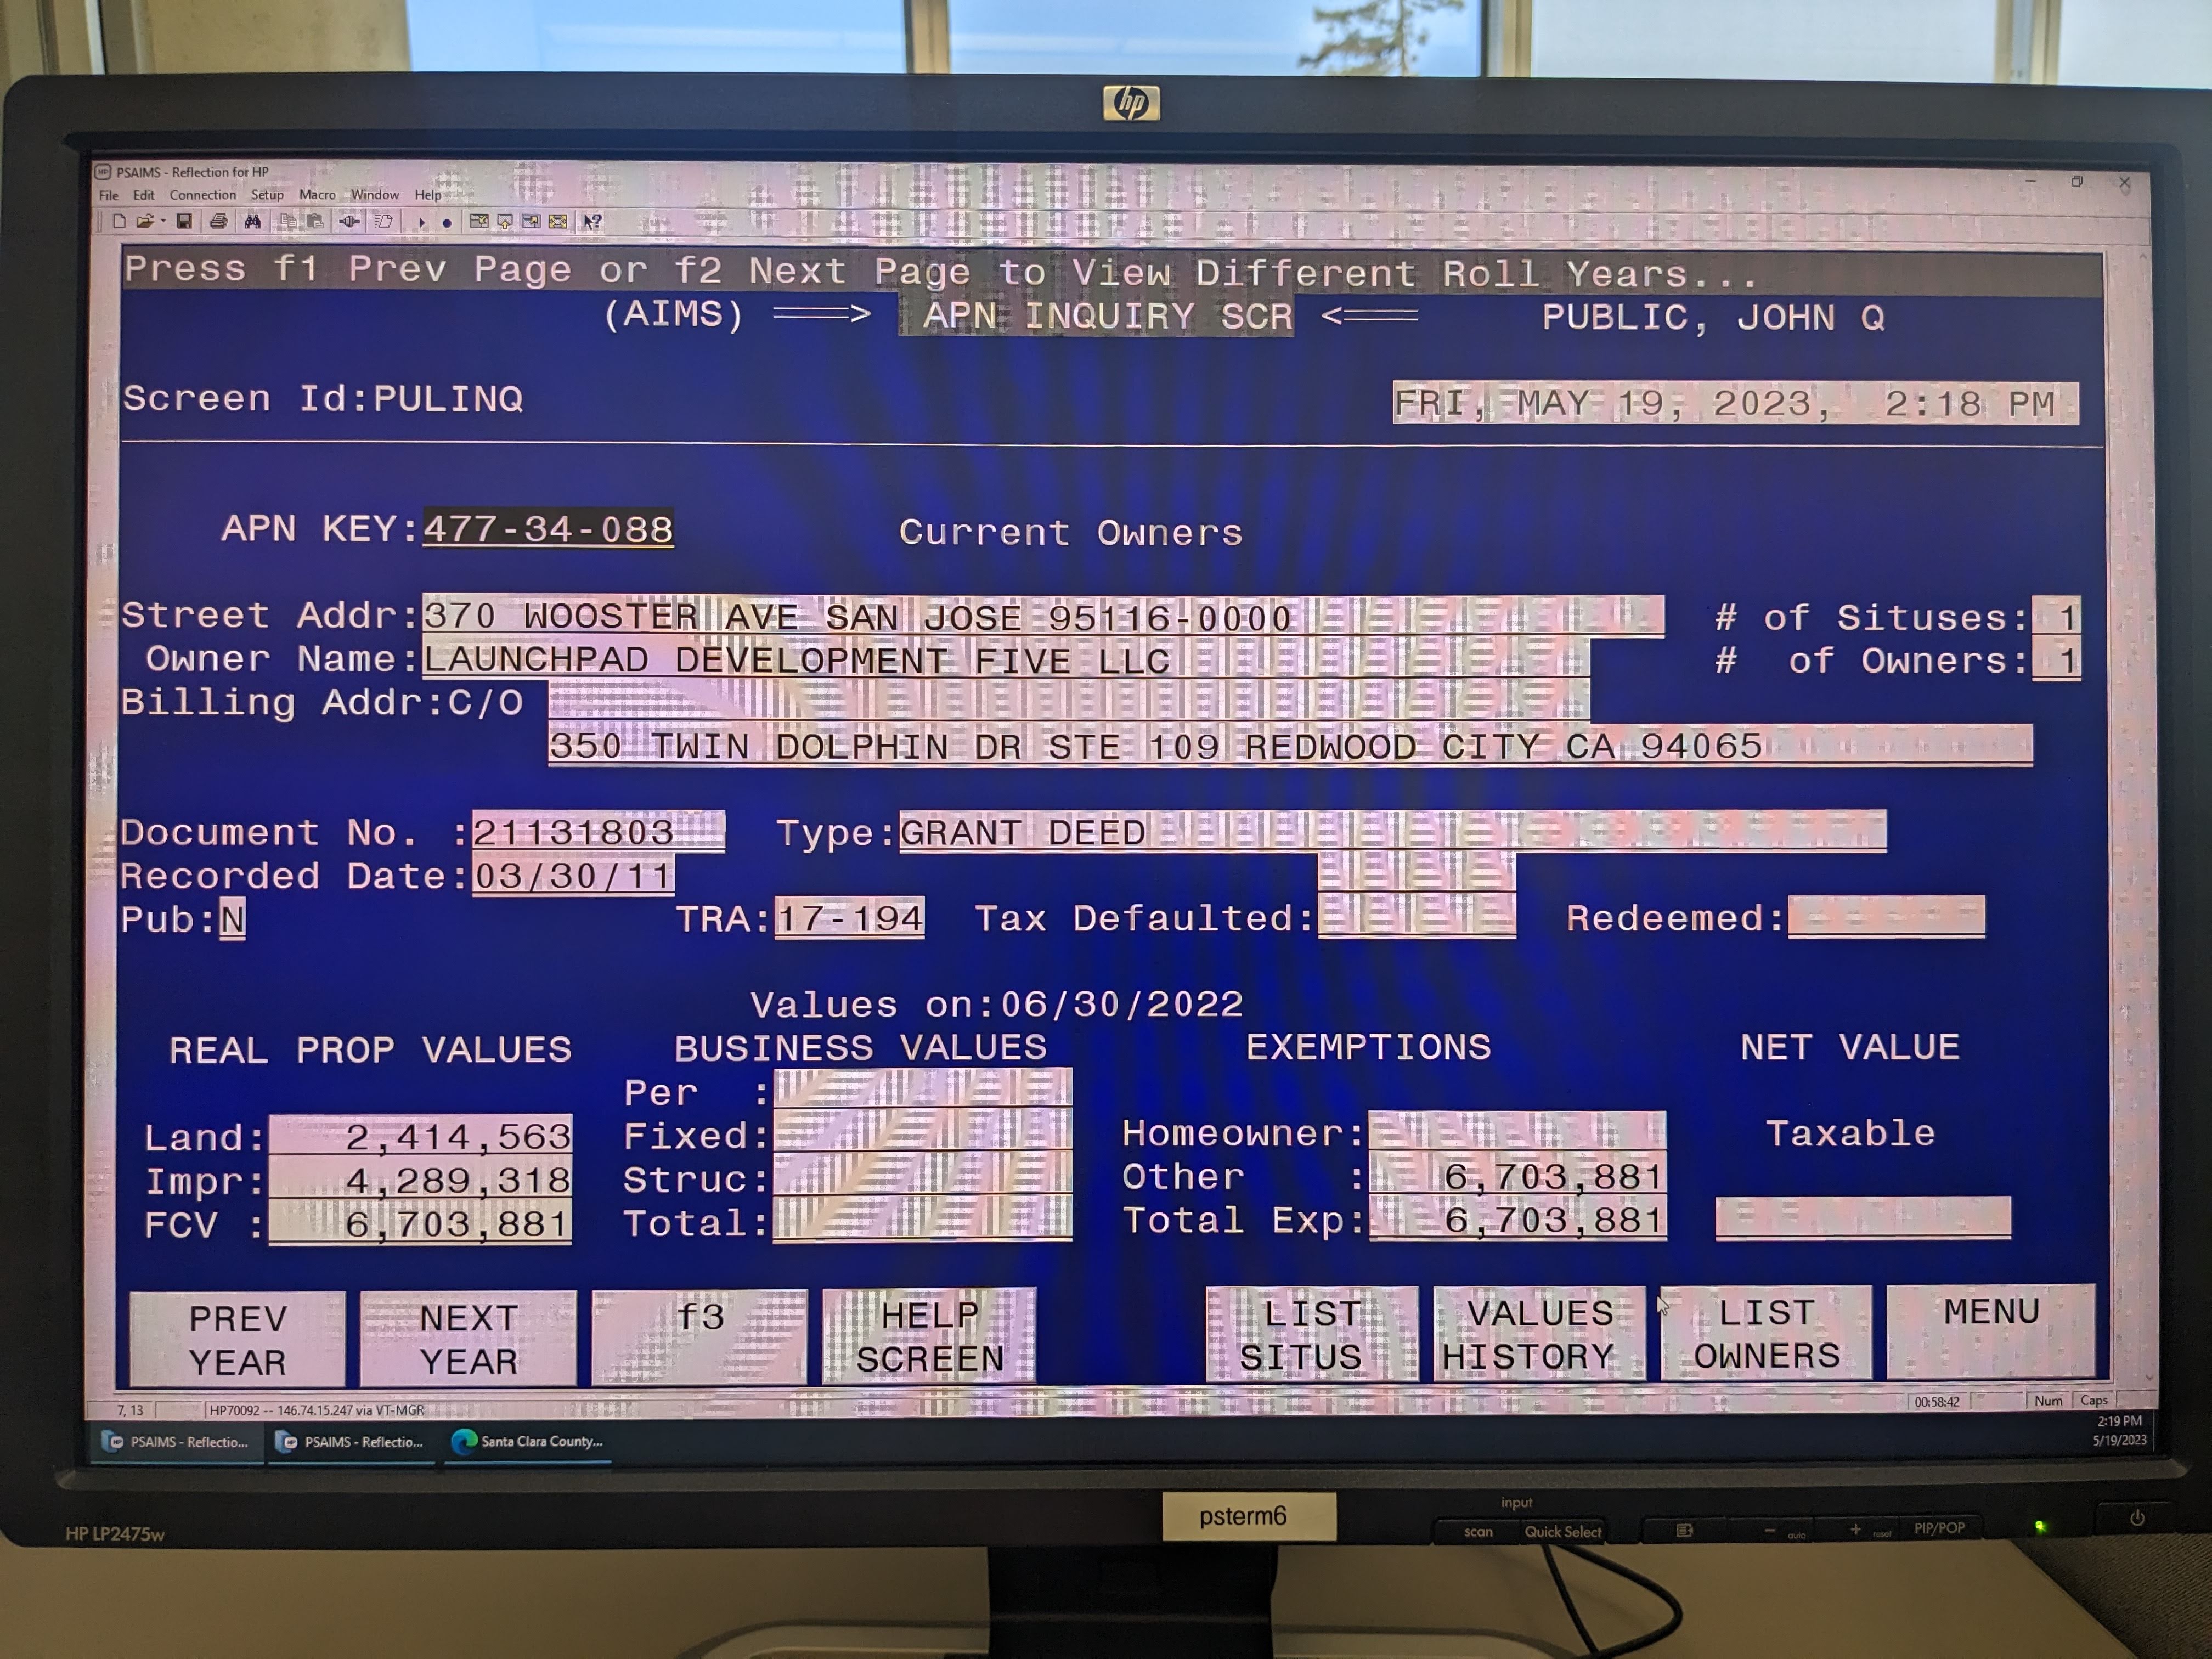 hp
PSAIMS - Reflection for HP
File Edit Connection Setup Macro Window Help
Press f1 Prev Page or f2 Next Page to View Different Roll Years...
(AIMS) ===> APN INQUIRY SCR <=== PUBLIC, JOHN Q
Screen Id:PULINQ FRI, MAY 19, 2023, 2:18 PM
APN KEY:477-34-088 Current Owners
Street Addr:370 WOOSTER AVE SAN JOSE 95116-0000 # of Situses: 1
Owner Name:LAUNCHPAD DEVELOPMENT FIVE LLC # of Owners: 1
Billing Addr:C/O
350 TWIN DOLPHIN DR STE 109 REDWOOD CITY CA 94065
Document No. :21131803 Type:GRANT DEED
Recorded Date:03/30/11
Pub:N TRA:17-194 Tax Defaulted: Redeemed:
Values on:06/30/2022
REAL PROP VALUES BUSINESS VALUES EXEMPTIONS NET VALUE
Per :
Land: 2,414,563 Fixed: Homeowner: Taxable
Impr: 4,289,318 Struc: Other : 6,703,881
FCV : 6,703,881 Total: Total Exp: 6,703,881
PREV YEAR NEXT YEAR f3 HELP SCREEN LIST SITUS VALUES HISTORY LIST OWNERS MENU
7, 13 HP70092 -- 146.74.15.247 via VT-MGR 00:58:42 Num Caps
PSAIMS - Reflectio... PSAIMS - Reflectio... Santa Clara County... 2:19 PM
5/19/2023
HP LP2475w
psterm6
input
scan Quick Select - auto + reset PIP/POP